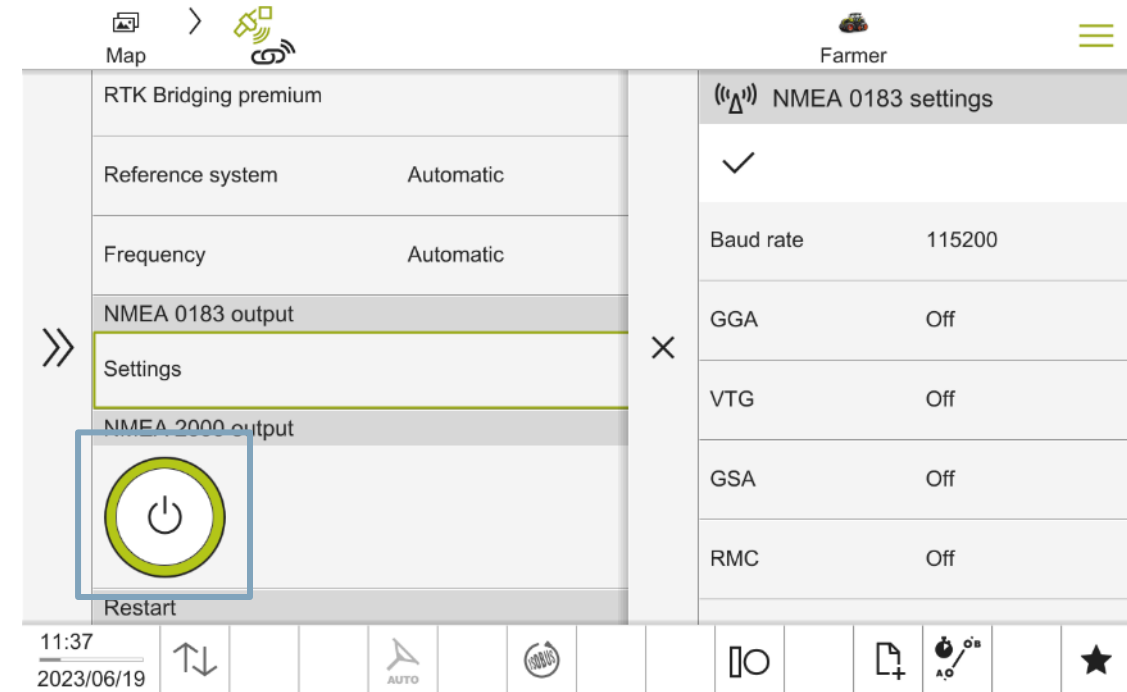 Map
Farmer
RTK Bridging premium
Reference system Automatic
Frequency Automatic
NMEA 0183 output
Settings
NMEA 2000 output
Restart
NMEA 0183 settings
Baud rate 115200
GGA Off
VTG Off
GSA Off
RMC Off
11:37
2023/06/19
AUTO
ISOBUS
A B